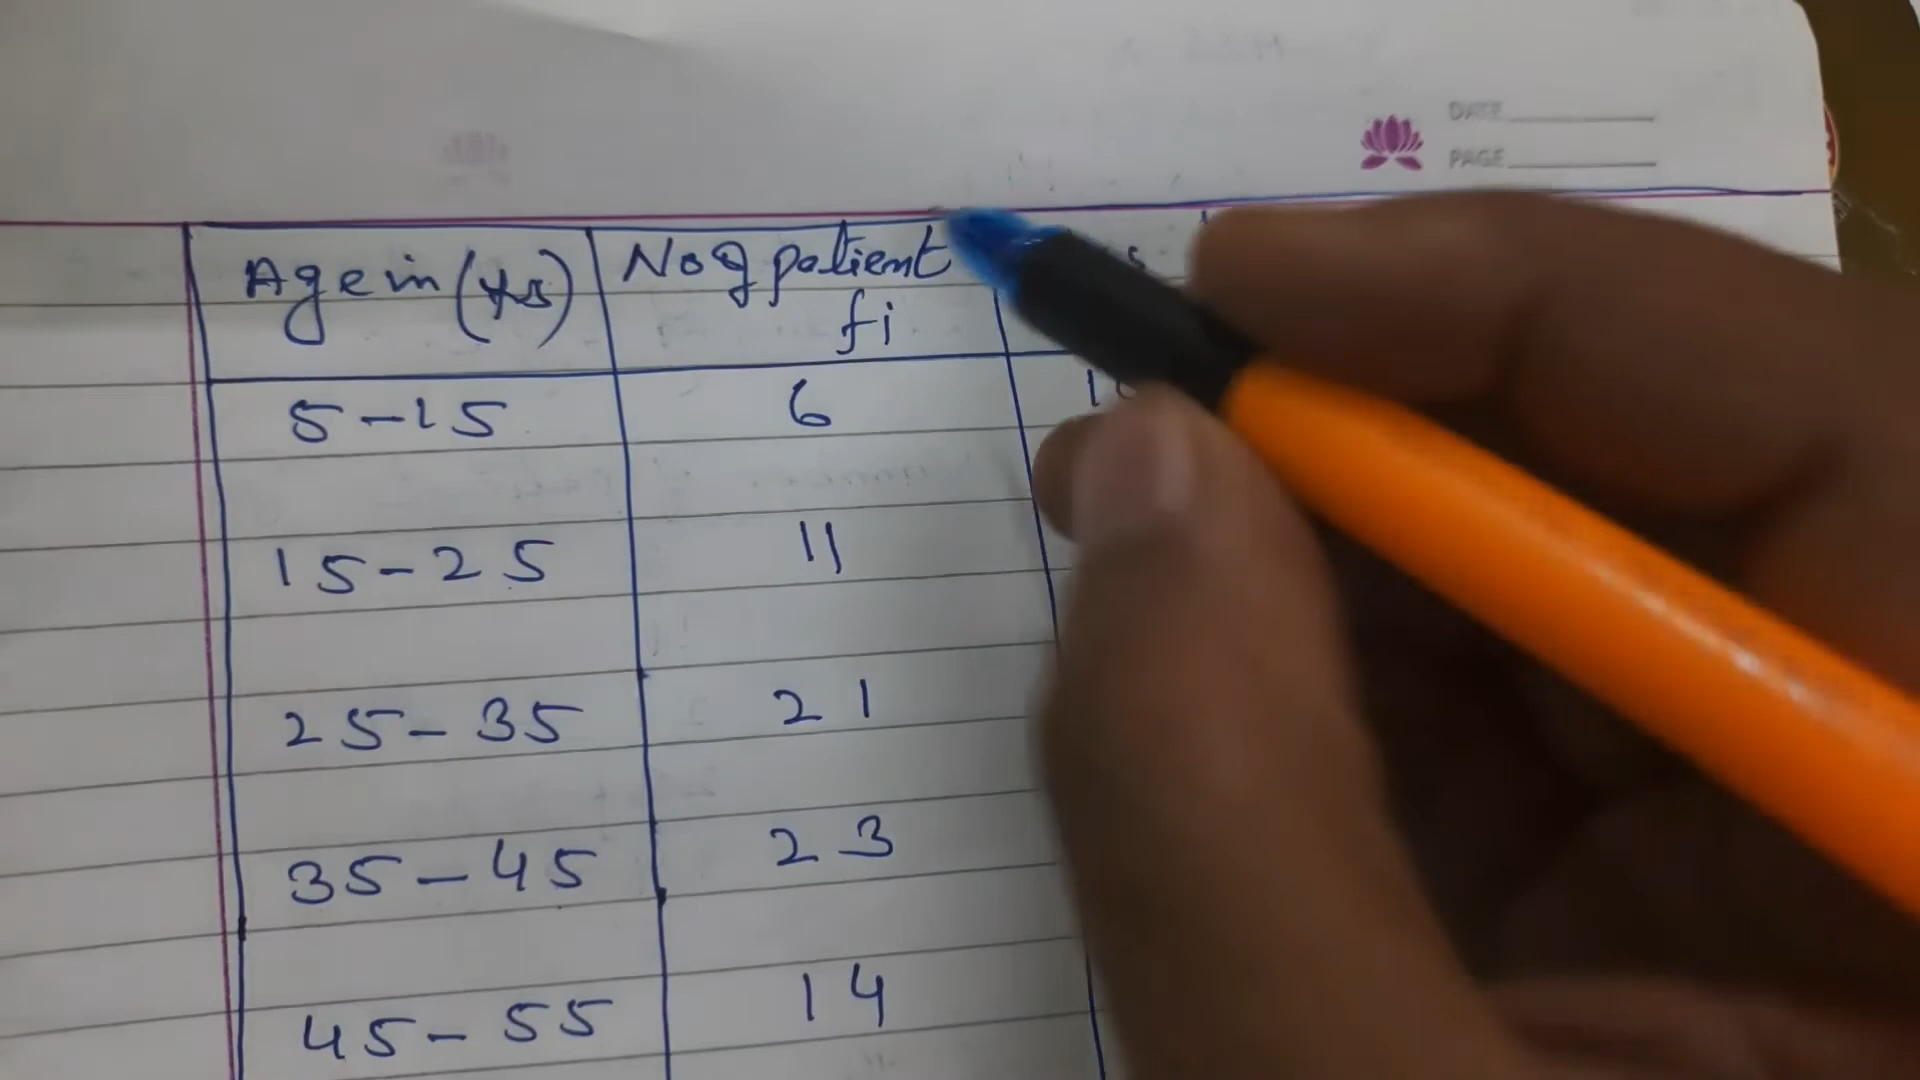 DATE
PAGE
Age in (yrs) No of patient
fi
5-15 6
15-25 11
25-35 21
35-45 23
45-55 14